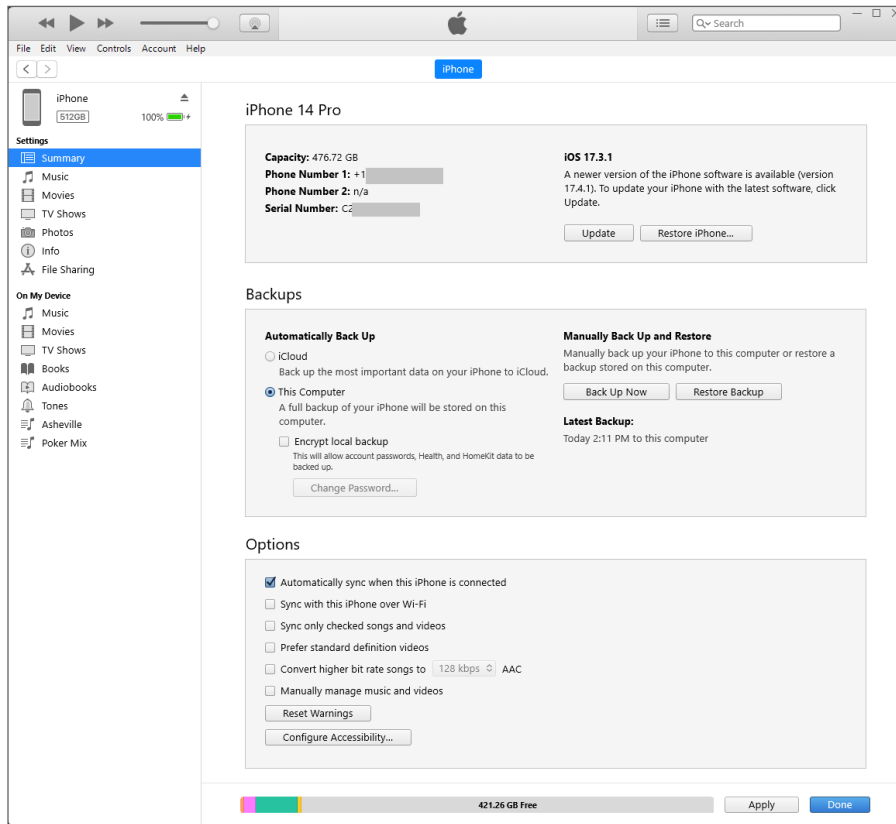 Search
File Edit View Controls Account Help
iPhone
iPhone
512GB 100%
Settings
Summary
Music
Movies
TV Shows
Photos
Info
File Sharing
On My Device
Music
Movies
TV Shows
Books
Audiobooks
Tones
Asheville
Poker Mix
iPhone 14 Pro
Capacity: 476.72 GB
Phone Number 1: +1
Phone Number 2: n/a
Serial Number: C2
iOS 17.3.1
A newer version of the iPhone software is available (version
17.4.1). To update your iPhone with the latest software, click
Update.
Update Restore iPhone...
Backups
Automatically Back Up
iCloud
Back up the most important data on your iPhone to iCloud.
This Computer
A full backup of your iPhone will be stored on this
computer.
Encrypt local backup
This will allow account passwords, Health, and HomeKit data to be
backed up.
Change Password...
Manually Back Up and Restore
Manually back up your iPhone to this computer or restore a
backup stored on this computer.
Back Up Now Restore Backup
Latest Backup:
Today 2:11 PM to this computer
Options
Automatically sync when this iPhone is connected
Sync with this iPhone over Wi-Fi
Sync only checked songs and videos
Prefer standard definition videos
Convert higher bit rate songs to 128 kbps AAC
Manually manage music and videos
Reset Warnings
Configure Accessibility...
421.26 GB Free Apply Done